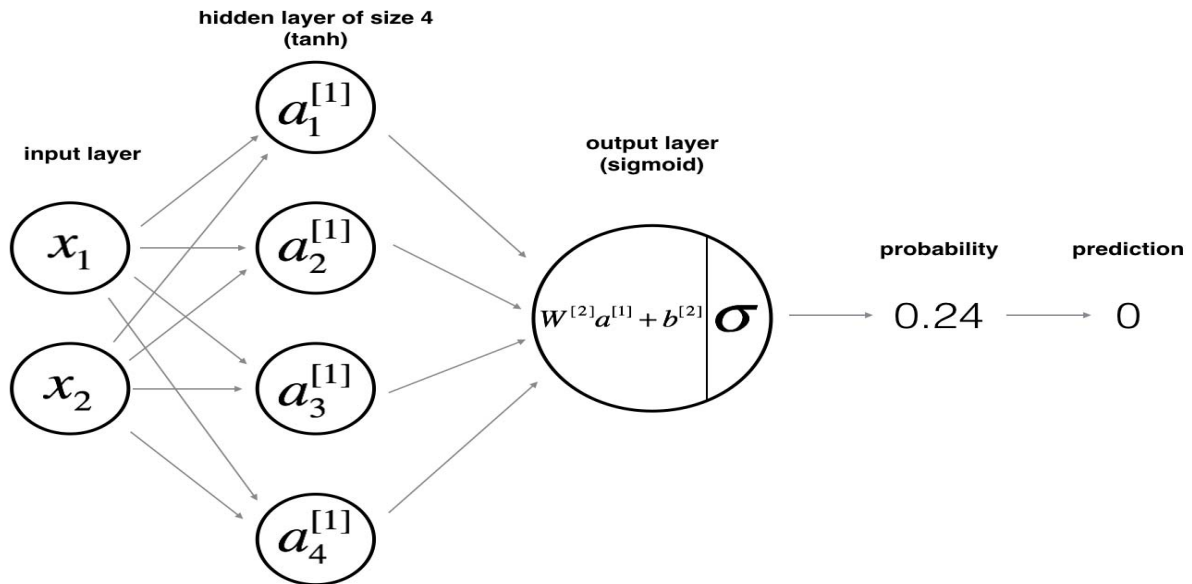 hidden layer of size 4
(tanh)
a₁^[1]
input layer
output layer
(sigmoid)
x₁
a₂^[1]
probability
prediction
W^[2]a^[1] + b^[2]
σ
0.24
0
x₂
a₃^[1]
a₄^[1]